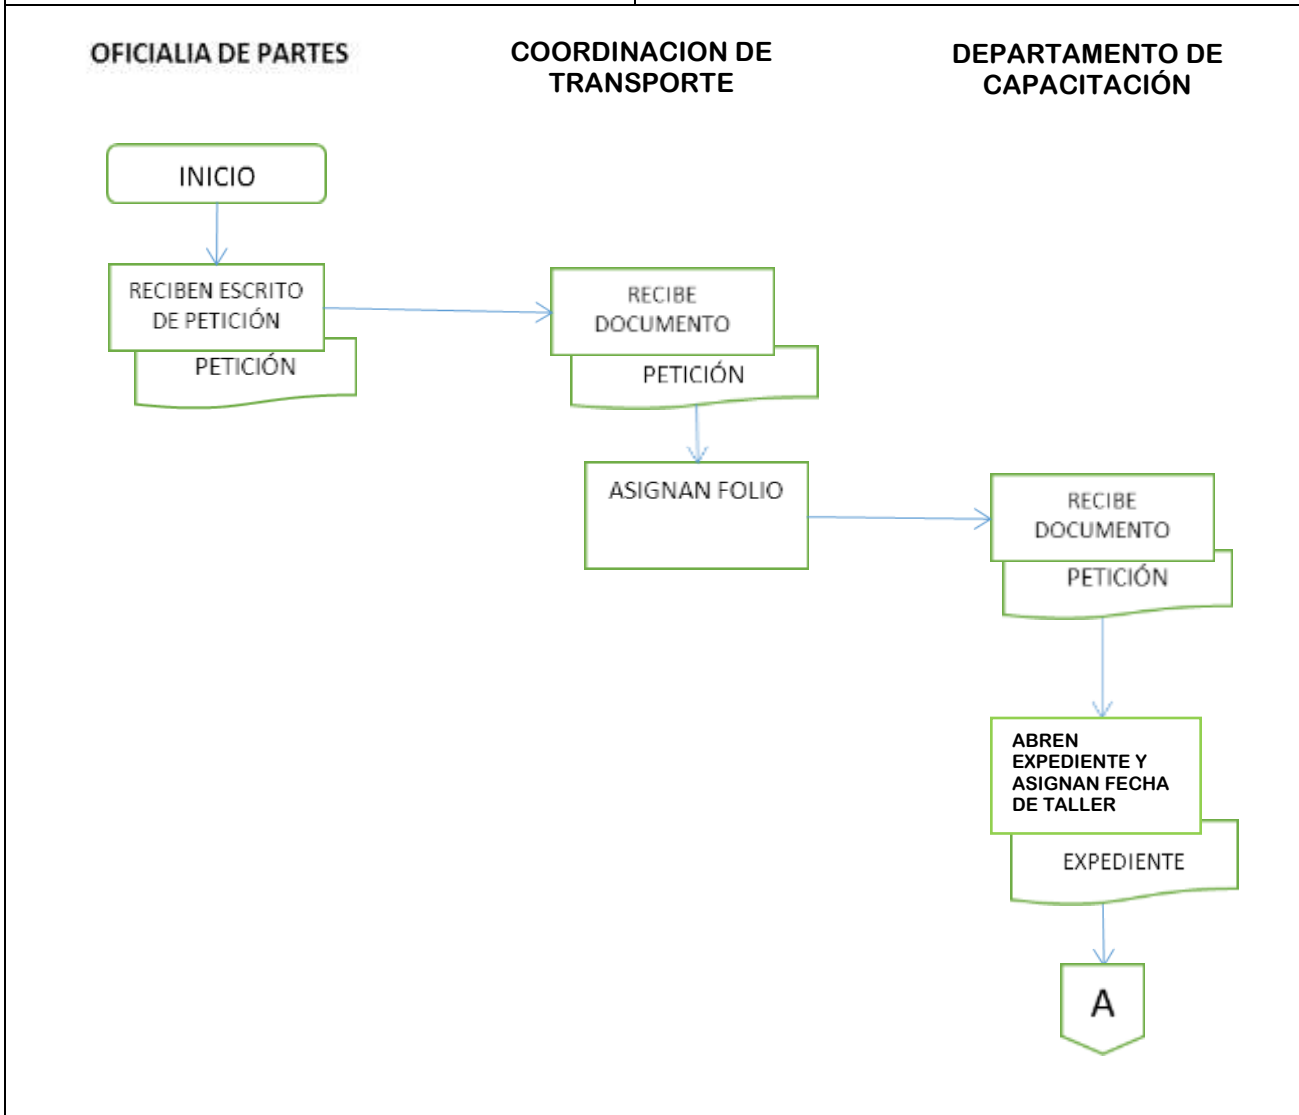 OFICIALIA DE PARTES
COORDINACION DE
TRANSPORTE
DEPARTAMENTO DE
CAPACITACIÓN
INICIO
RECIBEN ESCRITO
DE PETICIÓN
PETICIÓN
RECIBE
DOCUMENTO
PETICIÓN
ASIGNAN FOLIO
RECIBE
DOCUMENTO
PETICIÓN
ABREN
EXPEDIENTE Y
ASIGNAN FECHA
DE TALLER
EXPEDIENTE
A